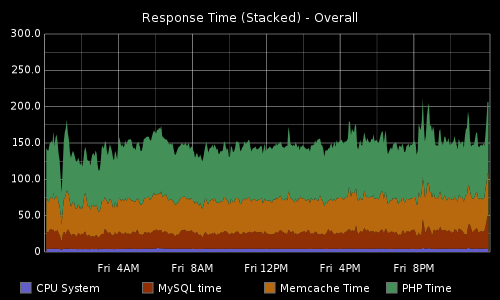 Response Time (Stacked) - Overall
300.0
250.0
200.0
150.0
100.0
50.0
0
Fri 4AM Fri 8AM Fri 12PM Fri 4PM Fri 8PM
CPU System MySQL time Memcache Time PHP Time